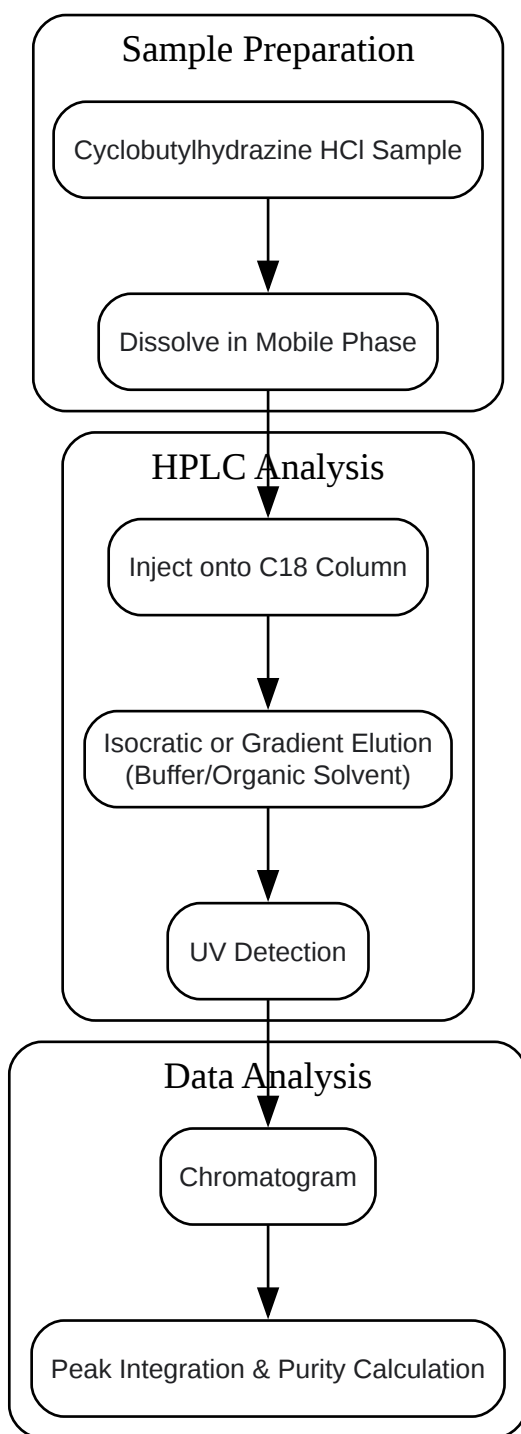 Sample Preparation
Cyclobutylhydrazine HCl Sample
Dissolve in Mobile Phase
HPLC Analysis
Inject onto C18 Column
Isocratic or Gradient Elution
(Buffer/Organic Solvent)
UV Detection
Data Analysis
Chromatogram
Peak Integration & Purity Calculation